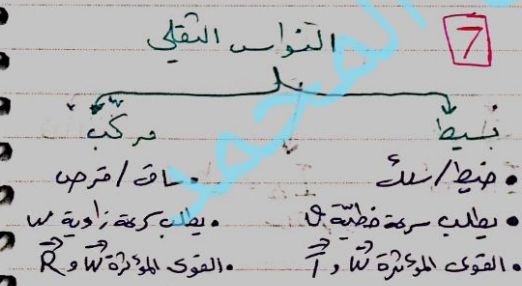 7
النواس الثقلي
بسيط مركب
• خيط/سلك • ساق/قرص
• يطلب سرعة خطية v • يطلب سرعة زاوية w
• القوى المؤثرة W و T • القوى المؤثرة W و R
المحمد